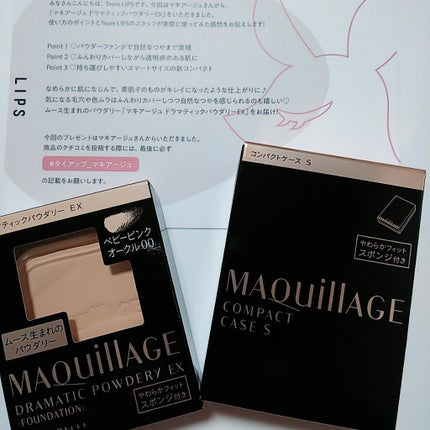 みなさんこんにちは、Team LIPSです。今回はマキアージュさんから、
「マキアージュ ドラマティックパウダリーEX」をいただきました。
使い方のポイントとTeam LIPSのスタッフが実際に使ってみた感想をお伝えします!
Point 1 ♡パウダーファンデで自然なつやまで実現
Point 2 ♡ふんわりカバーしながら透明感のある肌に
Point 3 ♡持ち運びしやすいスマートサイズの新コンパクト
なめらかに肌になじんで、素肌そのものがキレイになったような仕上がりに♪
気になる毛穴や色ムラはふんわりカバーしつつ自然なつやを感じられるのも嬉しい♡
ムース生まれのパウダリー「マキアージュ ドラマティックパウダリーEX」をお届け!
今回のプレゼントはマキアージュさんからいただきました。
商品のクチコミを投稿する際には、最後に必ず
#タイアップ_マキアージュ
の記載をお願いします。
LIPS
マティックパウダリー EX
ベビーピンク
オークル00
ムース生まれの
パウダリー
MAQuillAGE
DRAMATIC POWDERY EX
(FOUNDATION)
やわらかフィット
スポンジ付き
コンパクトケース S
やわらかフィット
スポンジ付き
MAQuillAGE
COMPACT
CASE S